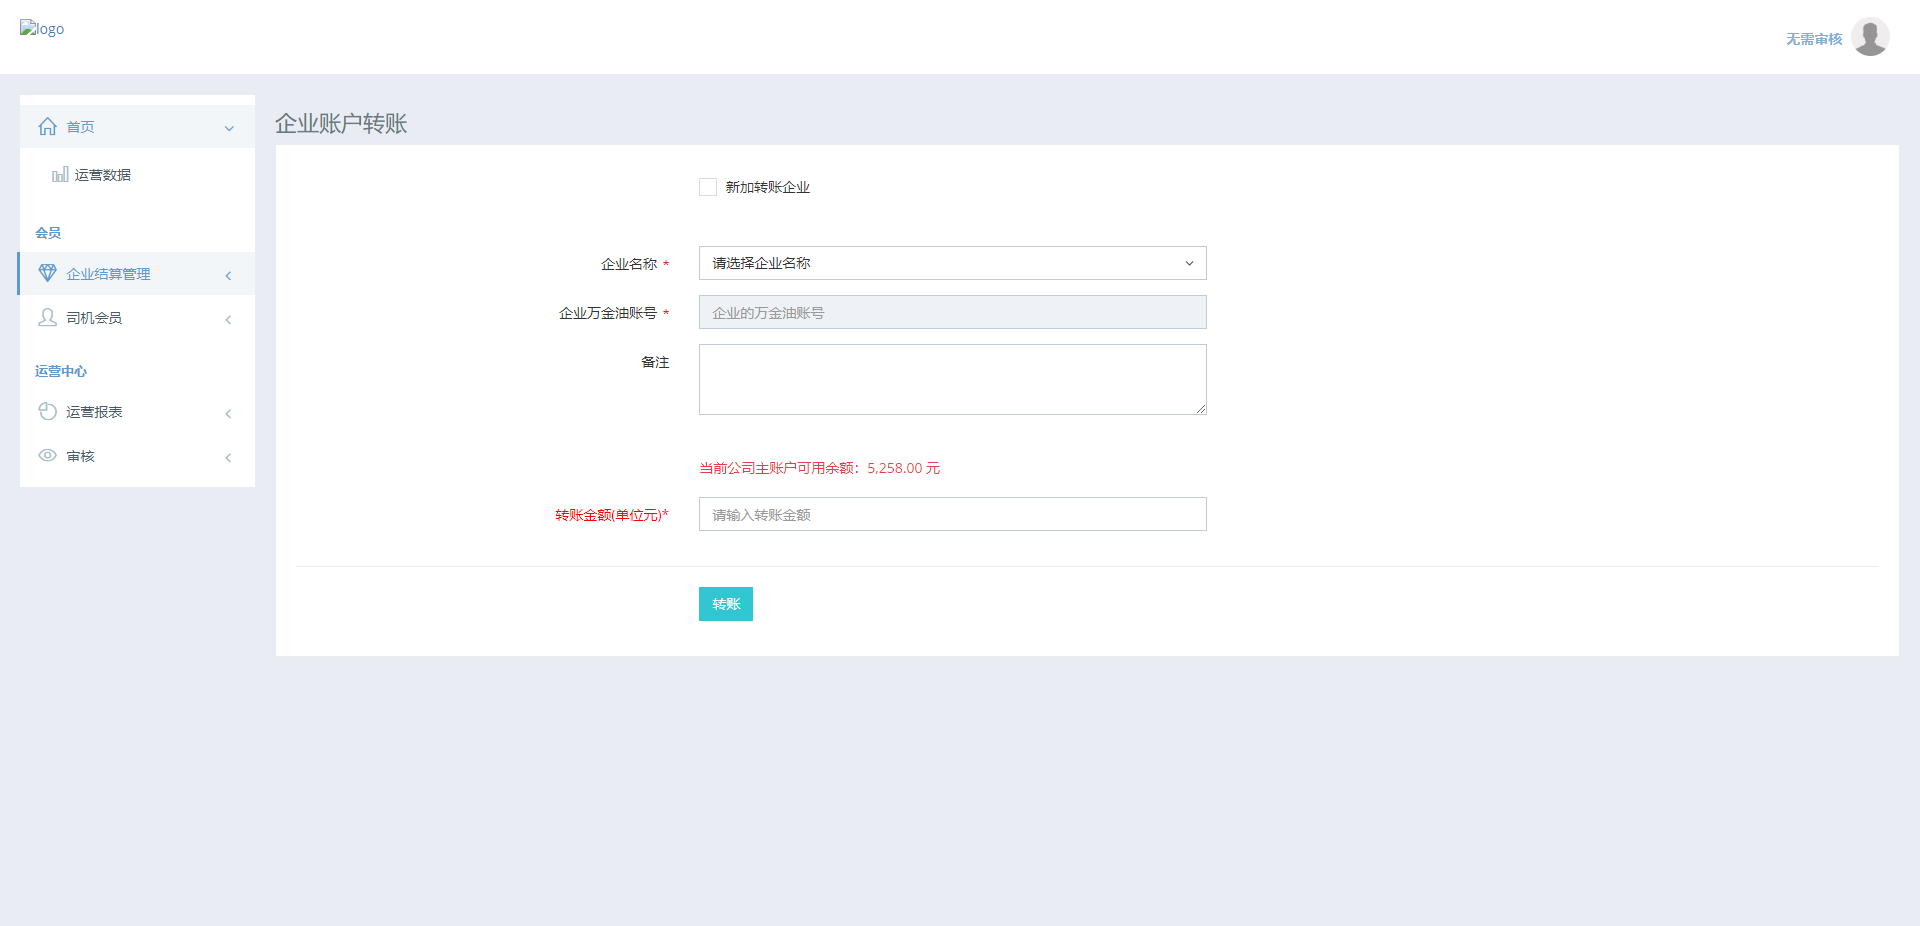 logo
无需审核
首页
运营数据
会员
企业结算管理
司机会员
运营中心
运营报表
审核
企业账户转账
新加转账企业
企业名称 *
请选择企业名称
企业万金油账号 *
企业的万金油账号
备注
当前公司主账户可用余额：5,258.00 元
转账金额(单位元)*
请输入转账金额
转账